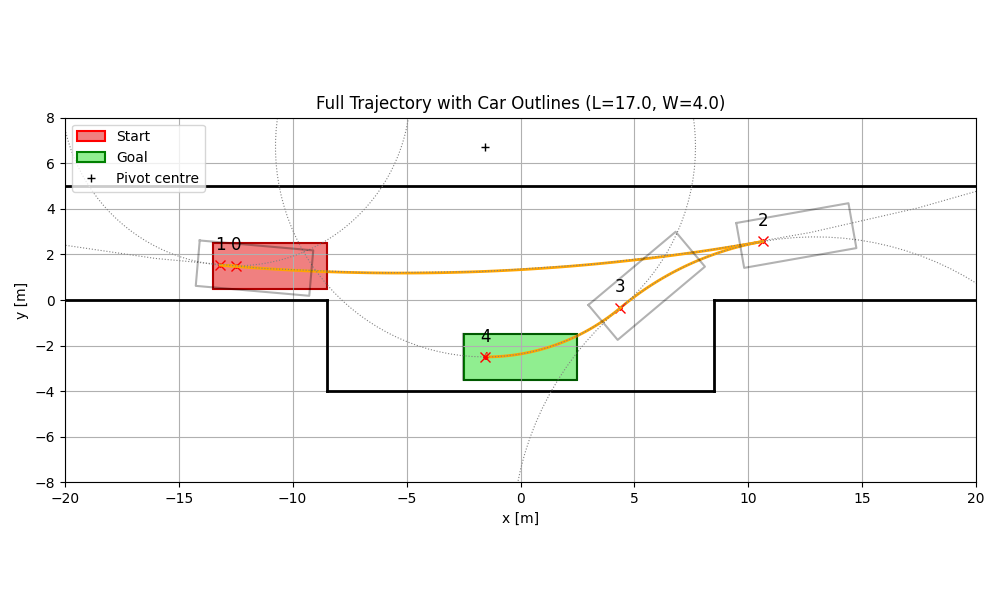 Full Trajectory with Car Outlines (L=17.0, W=4.0)
Start
Goal
Pivot centre
8
6
4
2
0
−2
−4
−6
−8
y [m]
1 0
2
3
4
−20 −15 −10 −5 0 5 10 15 20
x [m]